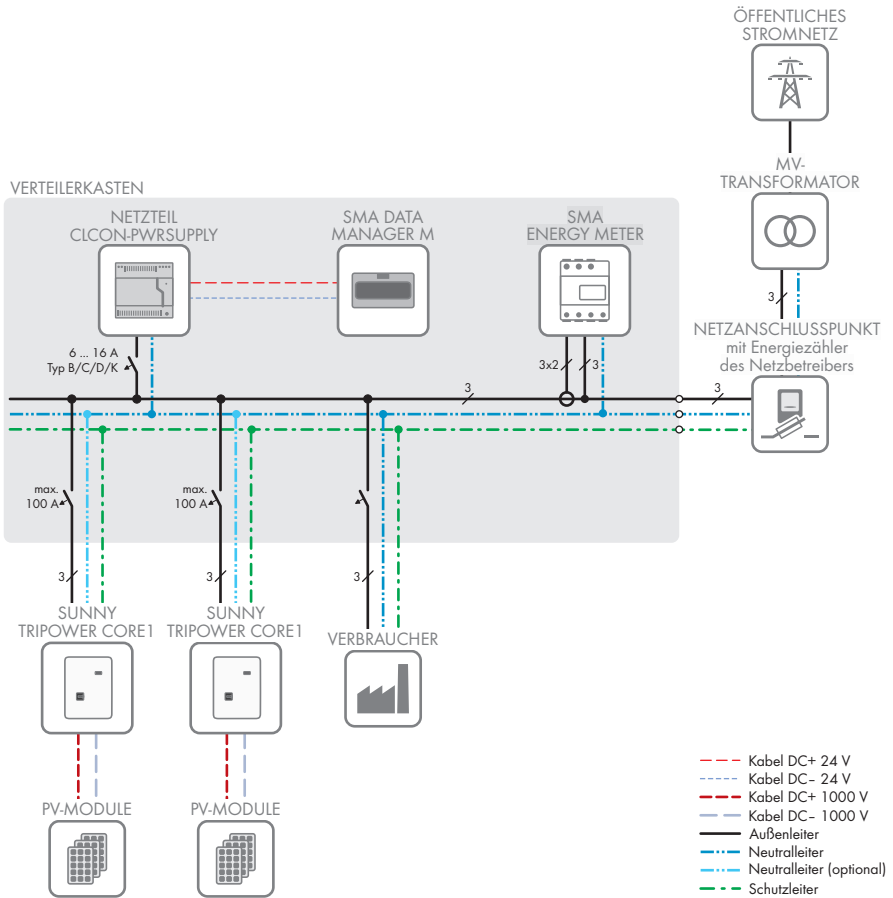 ÖFFENTLICHES
STROMNETZ
MV-
TRANSFORMATOR
VERTEILERKASTEN
NETZTEIL
CLCON-PWRSUPPLY
SMA DATA
MANAGER M
SMA
ENERGY METER
3
NETZANSCHLUSSPUNKT
mit Energiezähler
des Netzbetreibers
6 ... 16 A
Typ B/C/D/K
3x2
3
3
3
max.
100 A
max.
100 A
3
3
3
SUNNY
TRIPOWER CORE1
SUNNY
TRIPOWER CORE1
VERBRAUCHER
PV-MODULE
PV-MODULE
Kabel DC+ 24 V
Kabel DC– 24 V
Kabel DC+ 1000 V
Kabel DC– 1000 V
Außenleiter
Neutralleiter
Neutralleiter (optional)
Schutzleiter